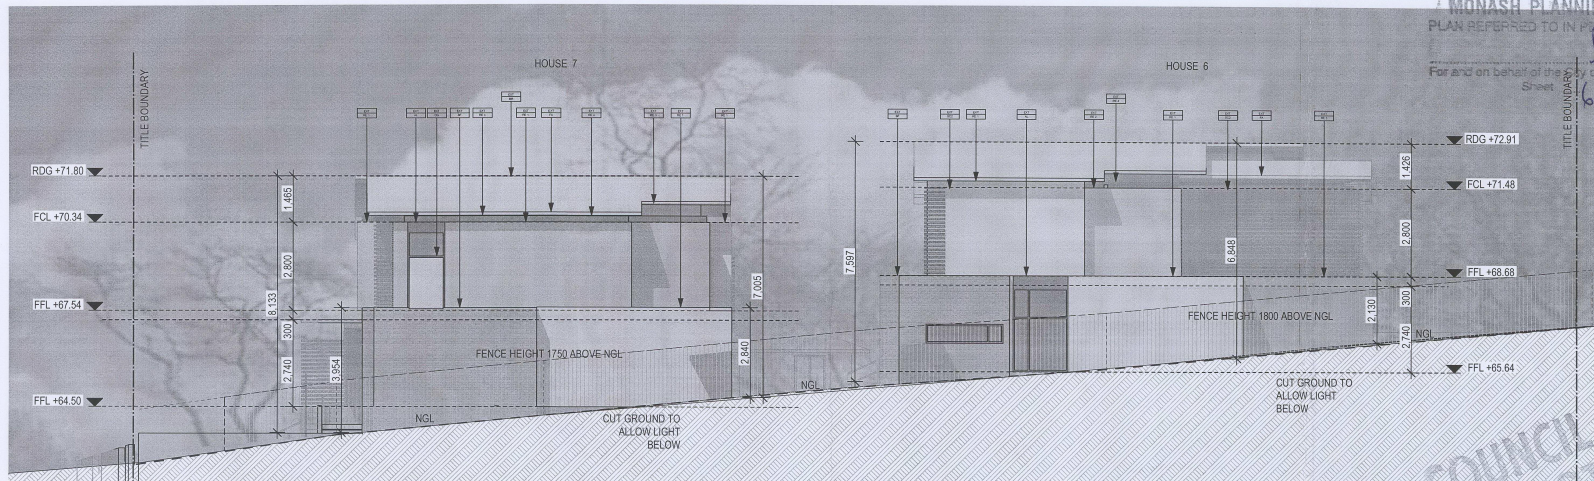 MONASH PLANNI
PLAN REFERRED TO IN P
For and on behalf of the City
Sheet 6
HOUSE 7
HOUSE 6
TITLE BOUNDARY
TITLE BOUNDARY
RDG +71.80
FCL +70.34
FFL +67.54
FFL +64.50
1,465
2,800
300
2,740
8,133
3,954
7,005
2,840
FENCE HEIGHT 1750 ABOVE NGL
NGL
CUT GROUND TO
ALLOW LIGHT
BELOW
NGL
7,597
6,848
FENCE HEIGHT 1800 ABOVE NGL
2,130
1,426
2,800
300
2,740
NGL
RDG +72.91
FCL +71.48
FFL +68.68
FFL +65.64
CUT GROUND TO
ALLOW LIGHT
BELOW
COUNCIL